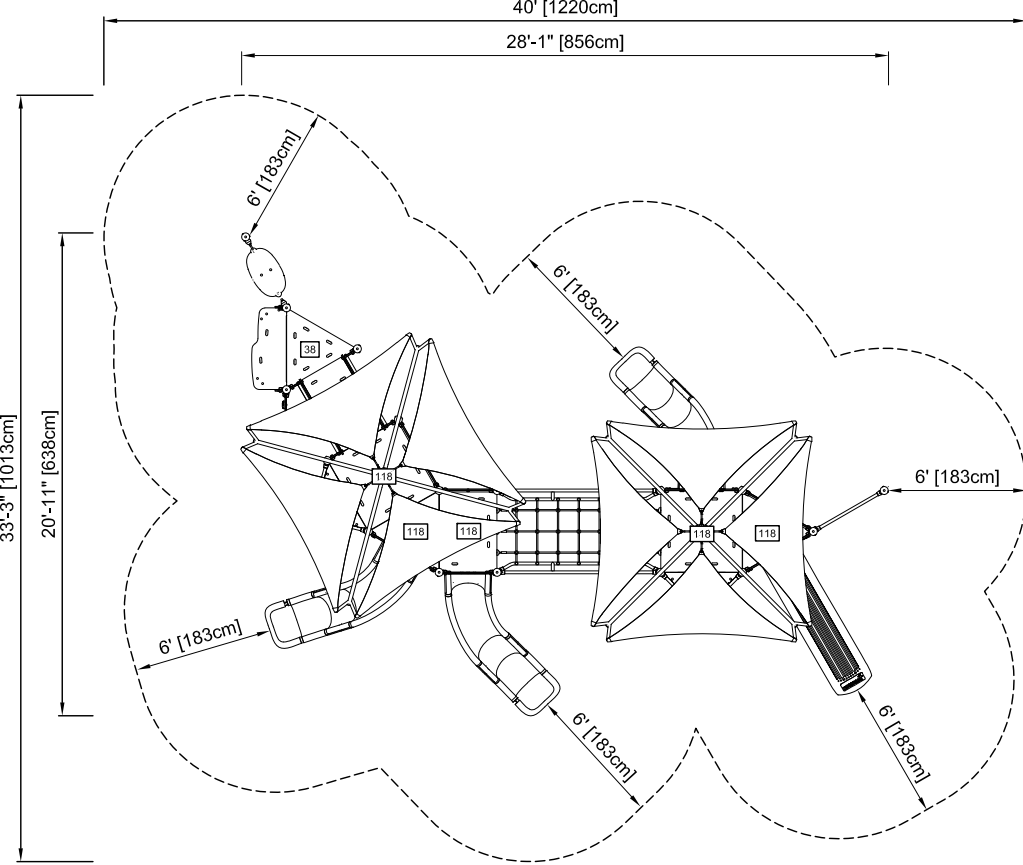 40' [1220cm]
28'-1" [856cm]
6' [183cm]
6' [183cm]
38
33'-3" [1013cm]
20'-11" [638cm]
118
6' [183cm]
118
118
118
118
6' [183cm]
6' [183cm]
6' [183cm]